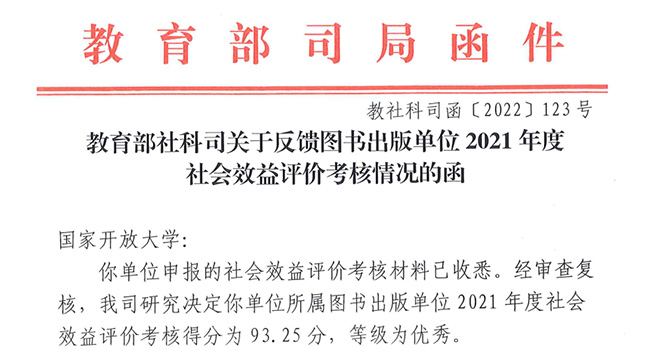 教育部司局函件
教社科司函〔2022〕123号
教育部社科司关于反馈图书出版单位2021年度
社会效益评价考核情况的函
国家开放大学：
你单位申报的社会效益评价考核材料已收悉。经审查复
核，我司研究决定你单位所属图书出版单位2021年度社会
效益评价考核得分为93.25分，等级为优秀。